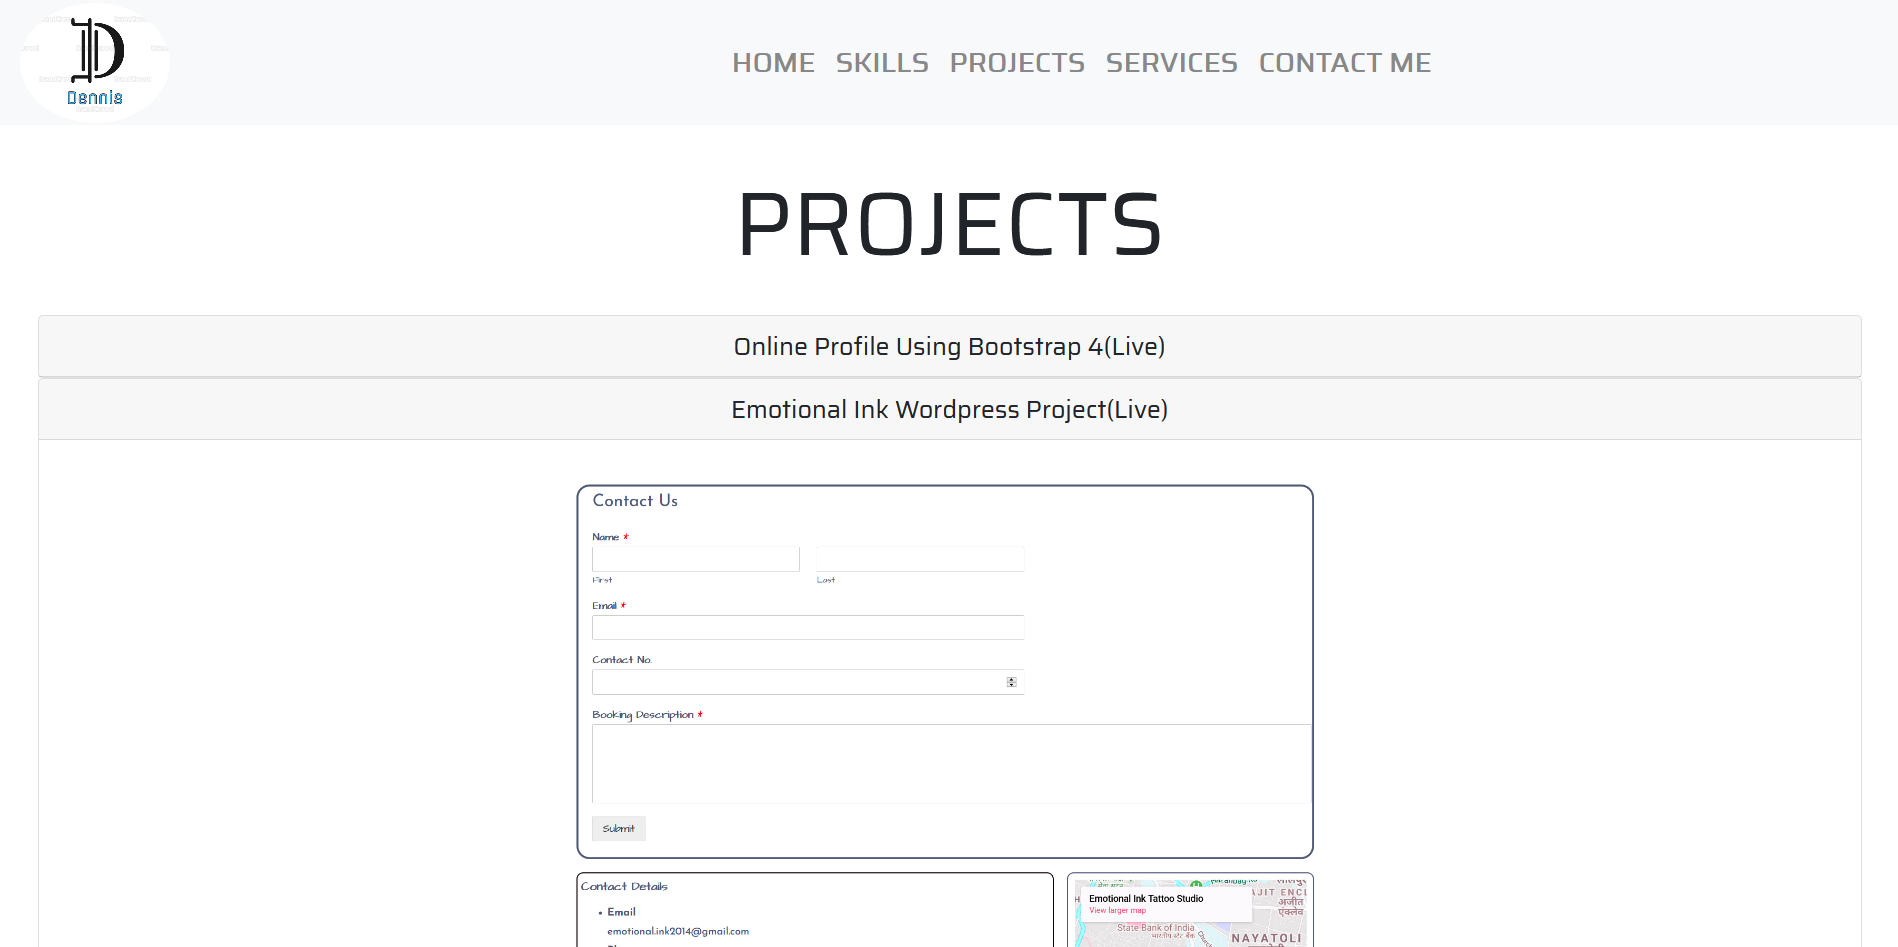 Dennis
HOME SKILLS PROJECTS SERVICES CONTACT ME
PROJECTS
Online Profile Using Bootstrap 4(Live)
Emotional Ink Wordpress Project(Live)
Contact Us
Name *
First Last
Email *
Contact No.
Booking Description *
Submit
Contact Details
• Email
emotional.ink2014@gmail.com
Emotional Ink Tattoo Studio
View larger map
AJIT ENCL
अजीत
एंक्लेव
State Bank of India
भारतीय स्टेट बैंक
NAYATOLI